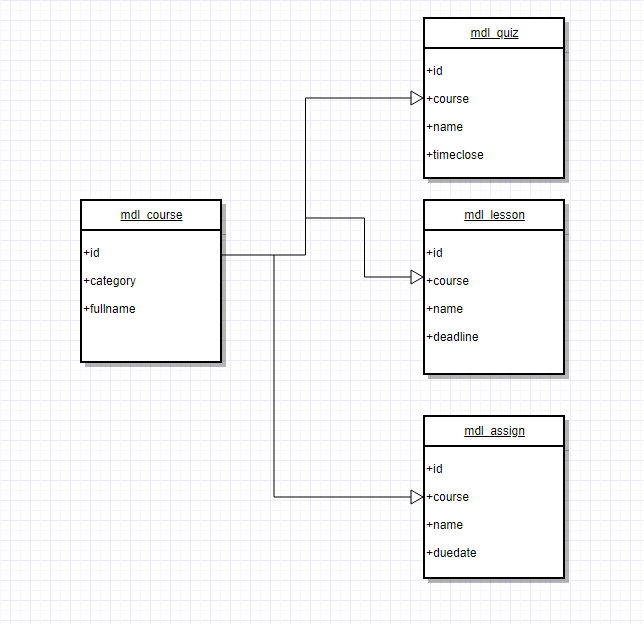 mdl_quiz
+id
+course
+name
+timeclose
mdl_course
+id
+category
+fullname
mdl_lesson
+id
+course
+name
+deadline
mdl_assign
+id
+course
+name
+duedate